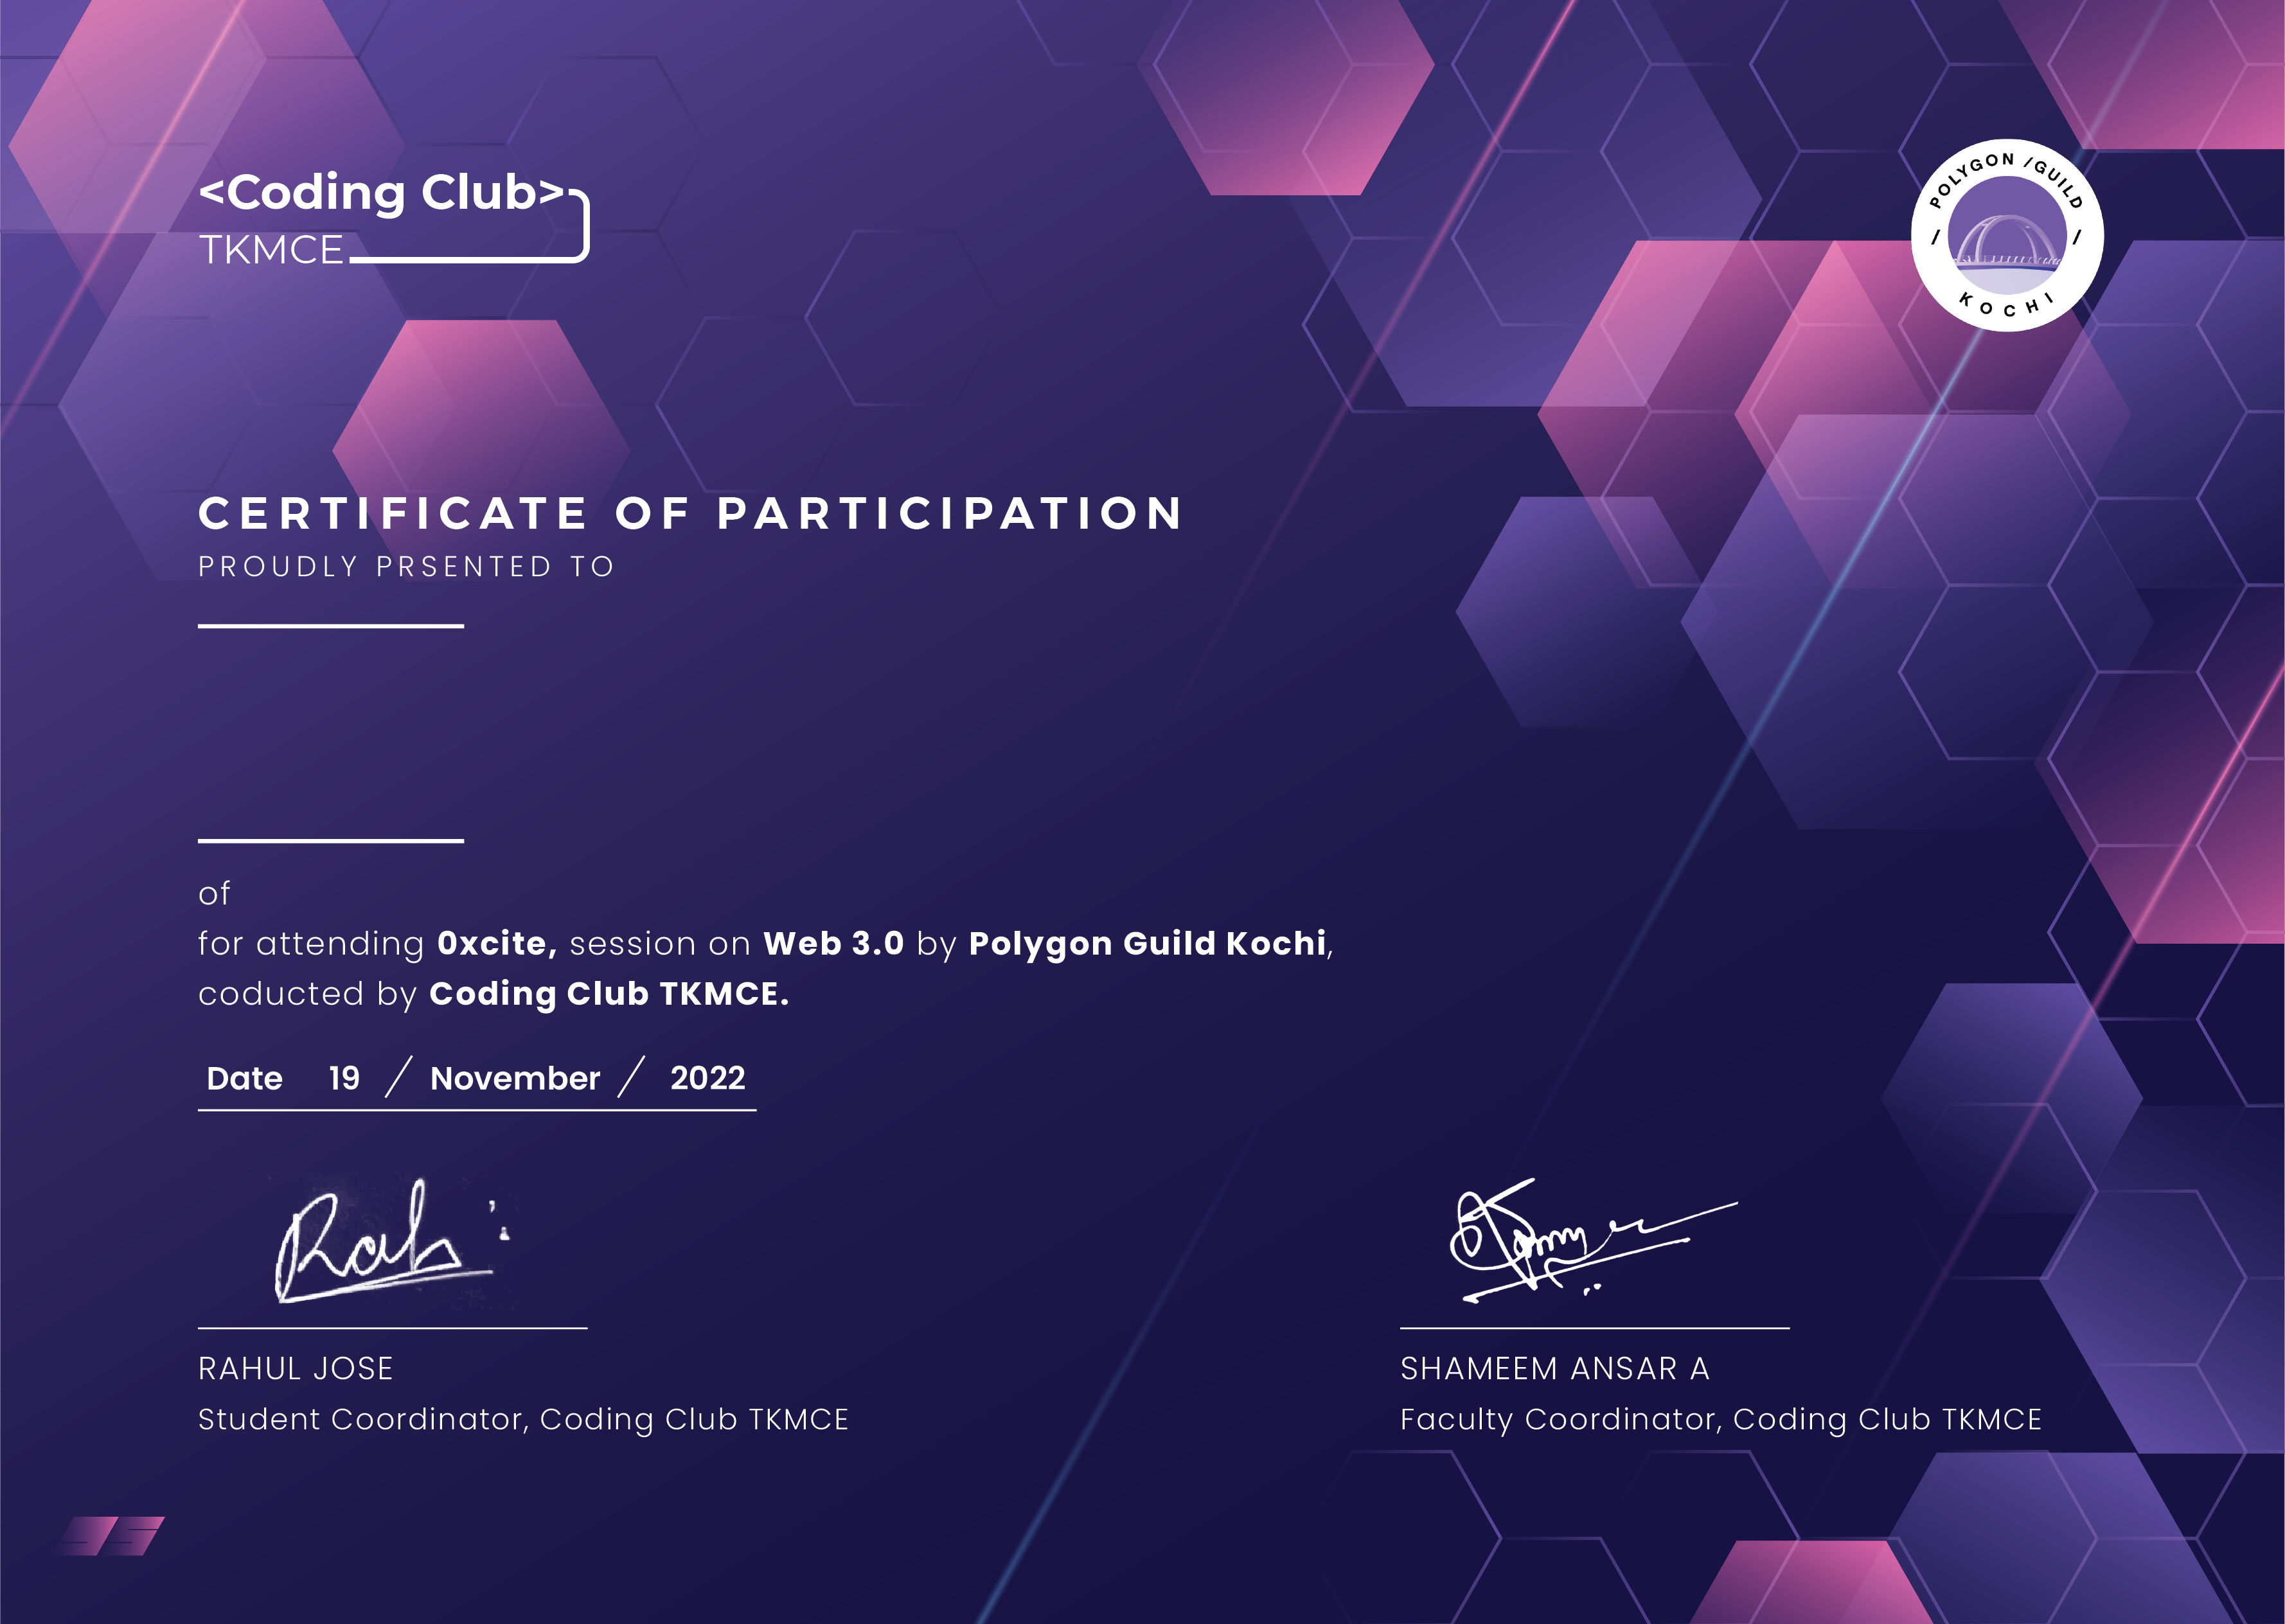 <Coding Club>
TKMCE
POLYGON /GUILD /
/ KOCHI
CERTIFICATE OF PARTICIPATION
PROUDLY PRSENTED TO
of
for attending 0xcite, session on Web 3.0 by Polygon Guild Kochi,
coducted by Coding Club TKMCE.
Date 19 / November / 2022
RAHUL JOSE
Student Coordinator, Coding Club TKMCE
SHAMEEM ANSAR A
Faculty Coordinator, Coding Club TKMCE